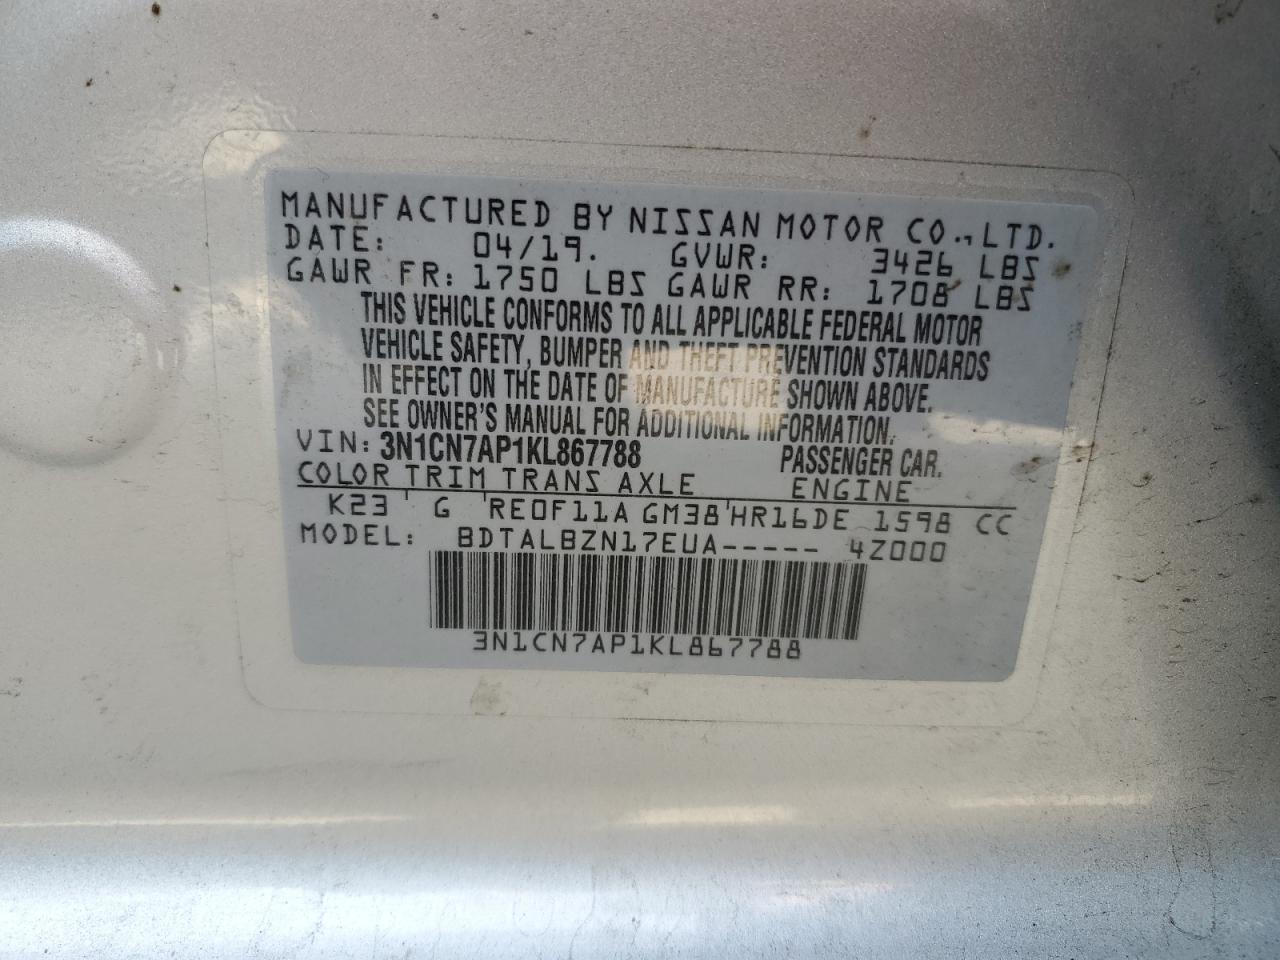 MANUFACTURED BY NISSAN MOTOR CO.,LTD.
DATE: 04/19. GVWR: 3426 LBS
GAWR FR: 1750 LBS GAWR RR: 1708 LBS
THIS VEHICLE CONFORMS TO ALL APPLICABLE FEDERAL MOTOR
VEHICLE SAFETY, BUMPER AND THEFT PREVENTION STANDARDS
IN EFFECT ON THE DATE OF MANUFACTURE SHOWN ABOVE.
SEE OWNER'S MANUAL FOR ADDITIONAL INFORMATION.
VIN: 3N1CN7AP1KL867788 PASSENGER CAR.
COLOR TRIM TRANS AXLE ENGINE
K23 ' G 'RE0F11A GM38'HR16DE 1598 CC
MODEL: BDTALBZN17EUA----- 4Z000
3N1CN7AP1KL867788